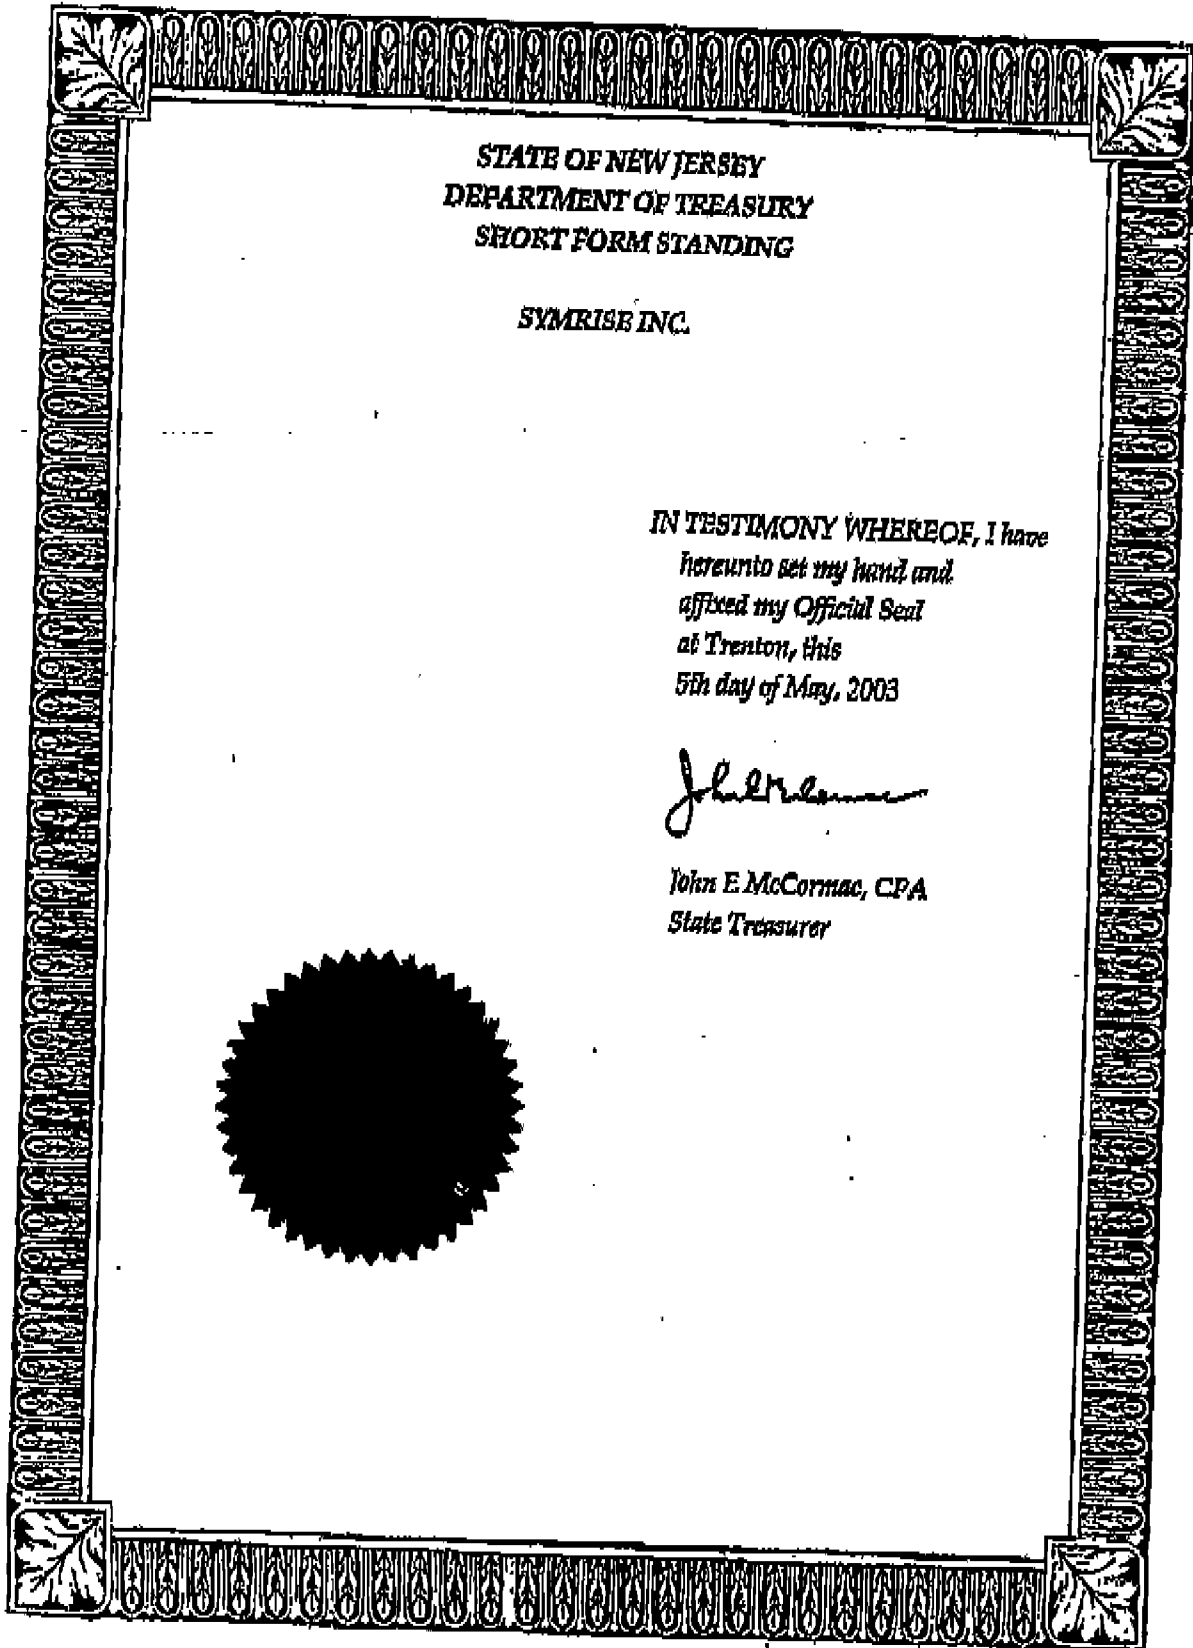 STATE OF NEW JERSEY
DEPARTMENT OF TREASURY
SHORT FORM STANDING
SYMRISE INC.
IN TESTIMONY WHEREOF, I have
hereunto set my hand and
affixed my Official Seal
at Trenton, this
5th day of May, 2003
John E McCormac, CPA
State Treasurer